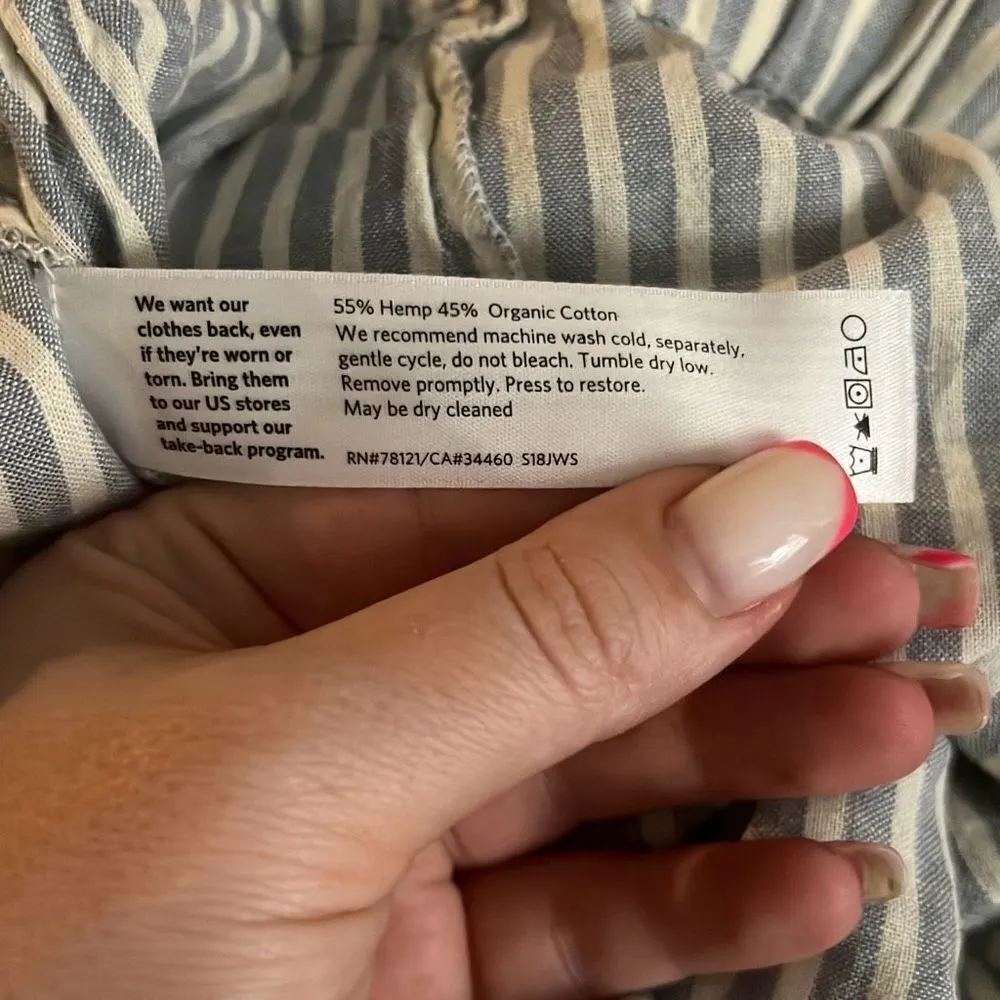 We want our
clothes back, even
if they're worn or
torn. Bring them
to our US stores
and support our
take-back program.
55% Hemp 45% Organic Cotton
We recommend machine wash cold, separately,
gentle cycle, do not bleach. Tumble dry low.
Remove promptly. Press to restore.
May be dry cleaned
RN#78121/CA#34460 S18JWS